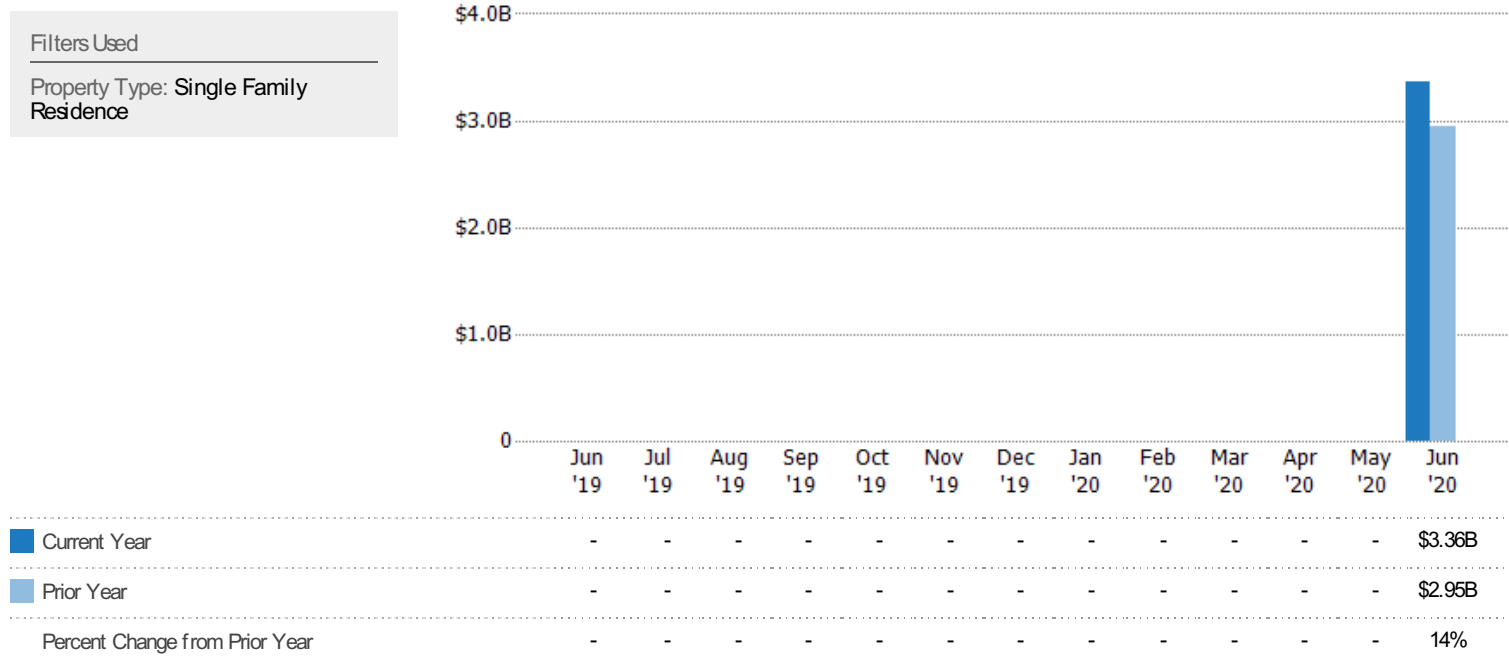 Filters Used
Property Type: Single Family
Residence
$4.0B
$3.0B
$2.0B
$1.0B
0
Jun Jul Aug Sep Oct Nov Dec Jan Feb Mar Apr May Jun
'19 '19 '19 '19 '19 '19 '19 '20 '20 '20 '20 '20 '20
Current Year - - - - - - - - - - - - $3.36B
Prior Year - - - - - - - - - - - - $2.95B
Percent Change from Prior Year - - - - - - - - - - - - 14%